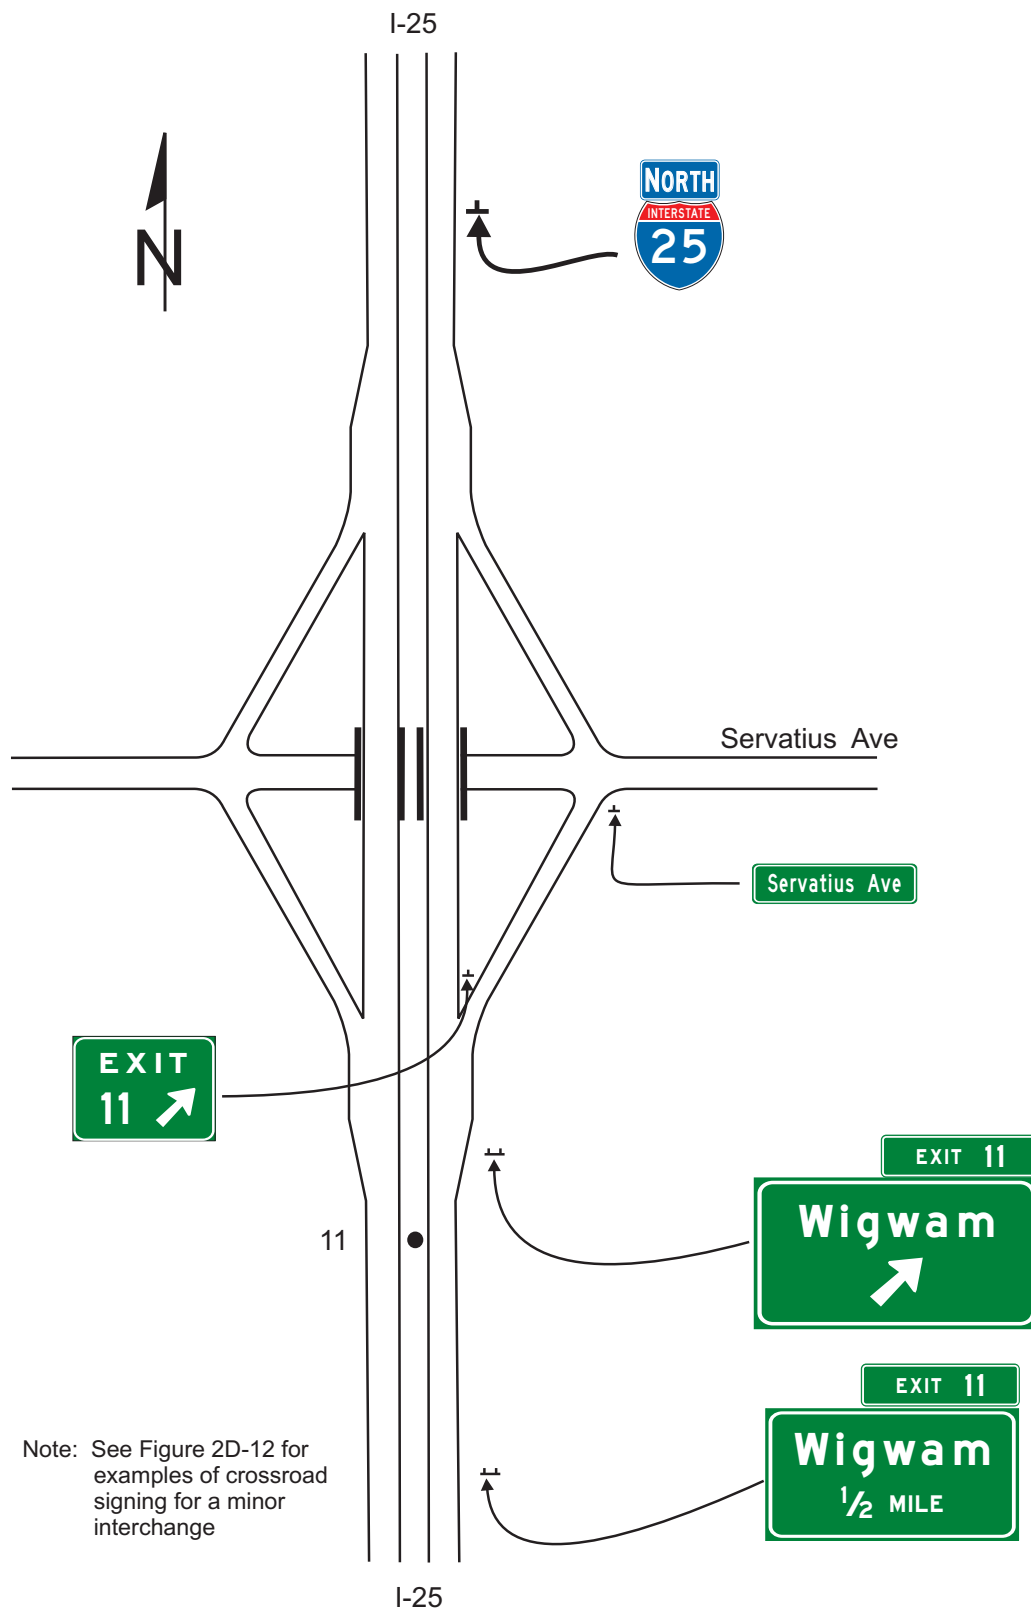 I-25
N
NORTH
INTERSTATE
25
Servatius Ave
Servatius Ave
EXIT
11
EXIT 11
Wigwam
11
EXIT 11
Wigwam
1/2 MILE
Note: See Figure 2D-12 for
examples of crossroad
signing for a minor
interchange
I-25